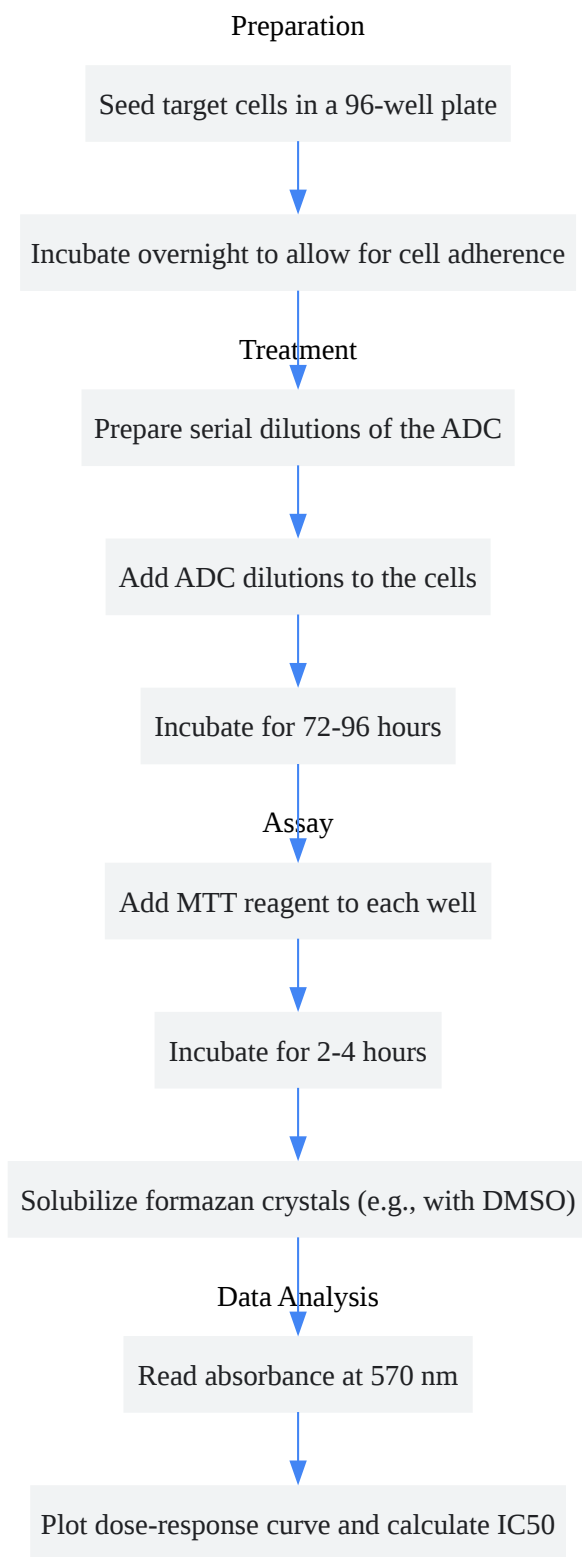 Preparation
Seed target cells in a 96-well plate
Incubate overnight to allow for cell adherence
Treatment
Prepare serial dilutions of the ADC
Add ADC dilutions to the cells
Incubate for 72-96 hours
Assay
Add MTT reagent to each well
Incubate for 2-4 hours
Solubilize formazan crystals (e.g., with DMSO)
Data Analysis
Read absorbance at 570 nm
Plot dose-response curve and calculate IC50